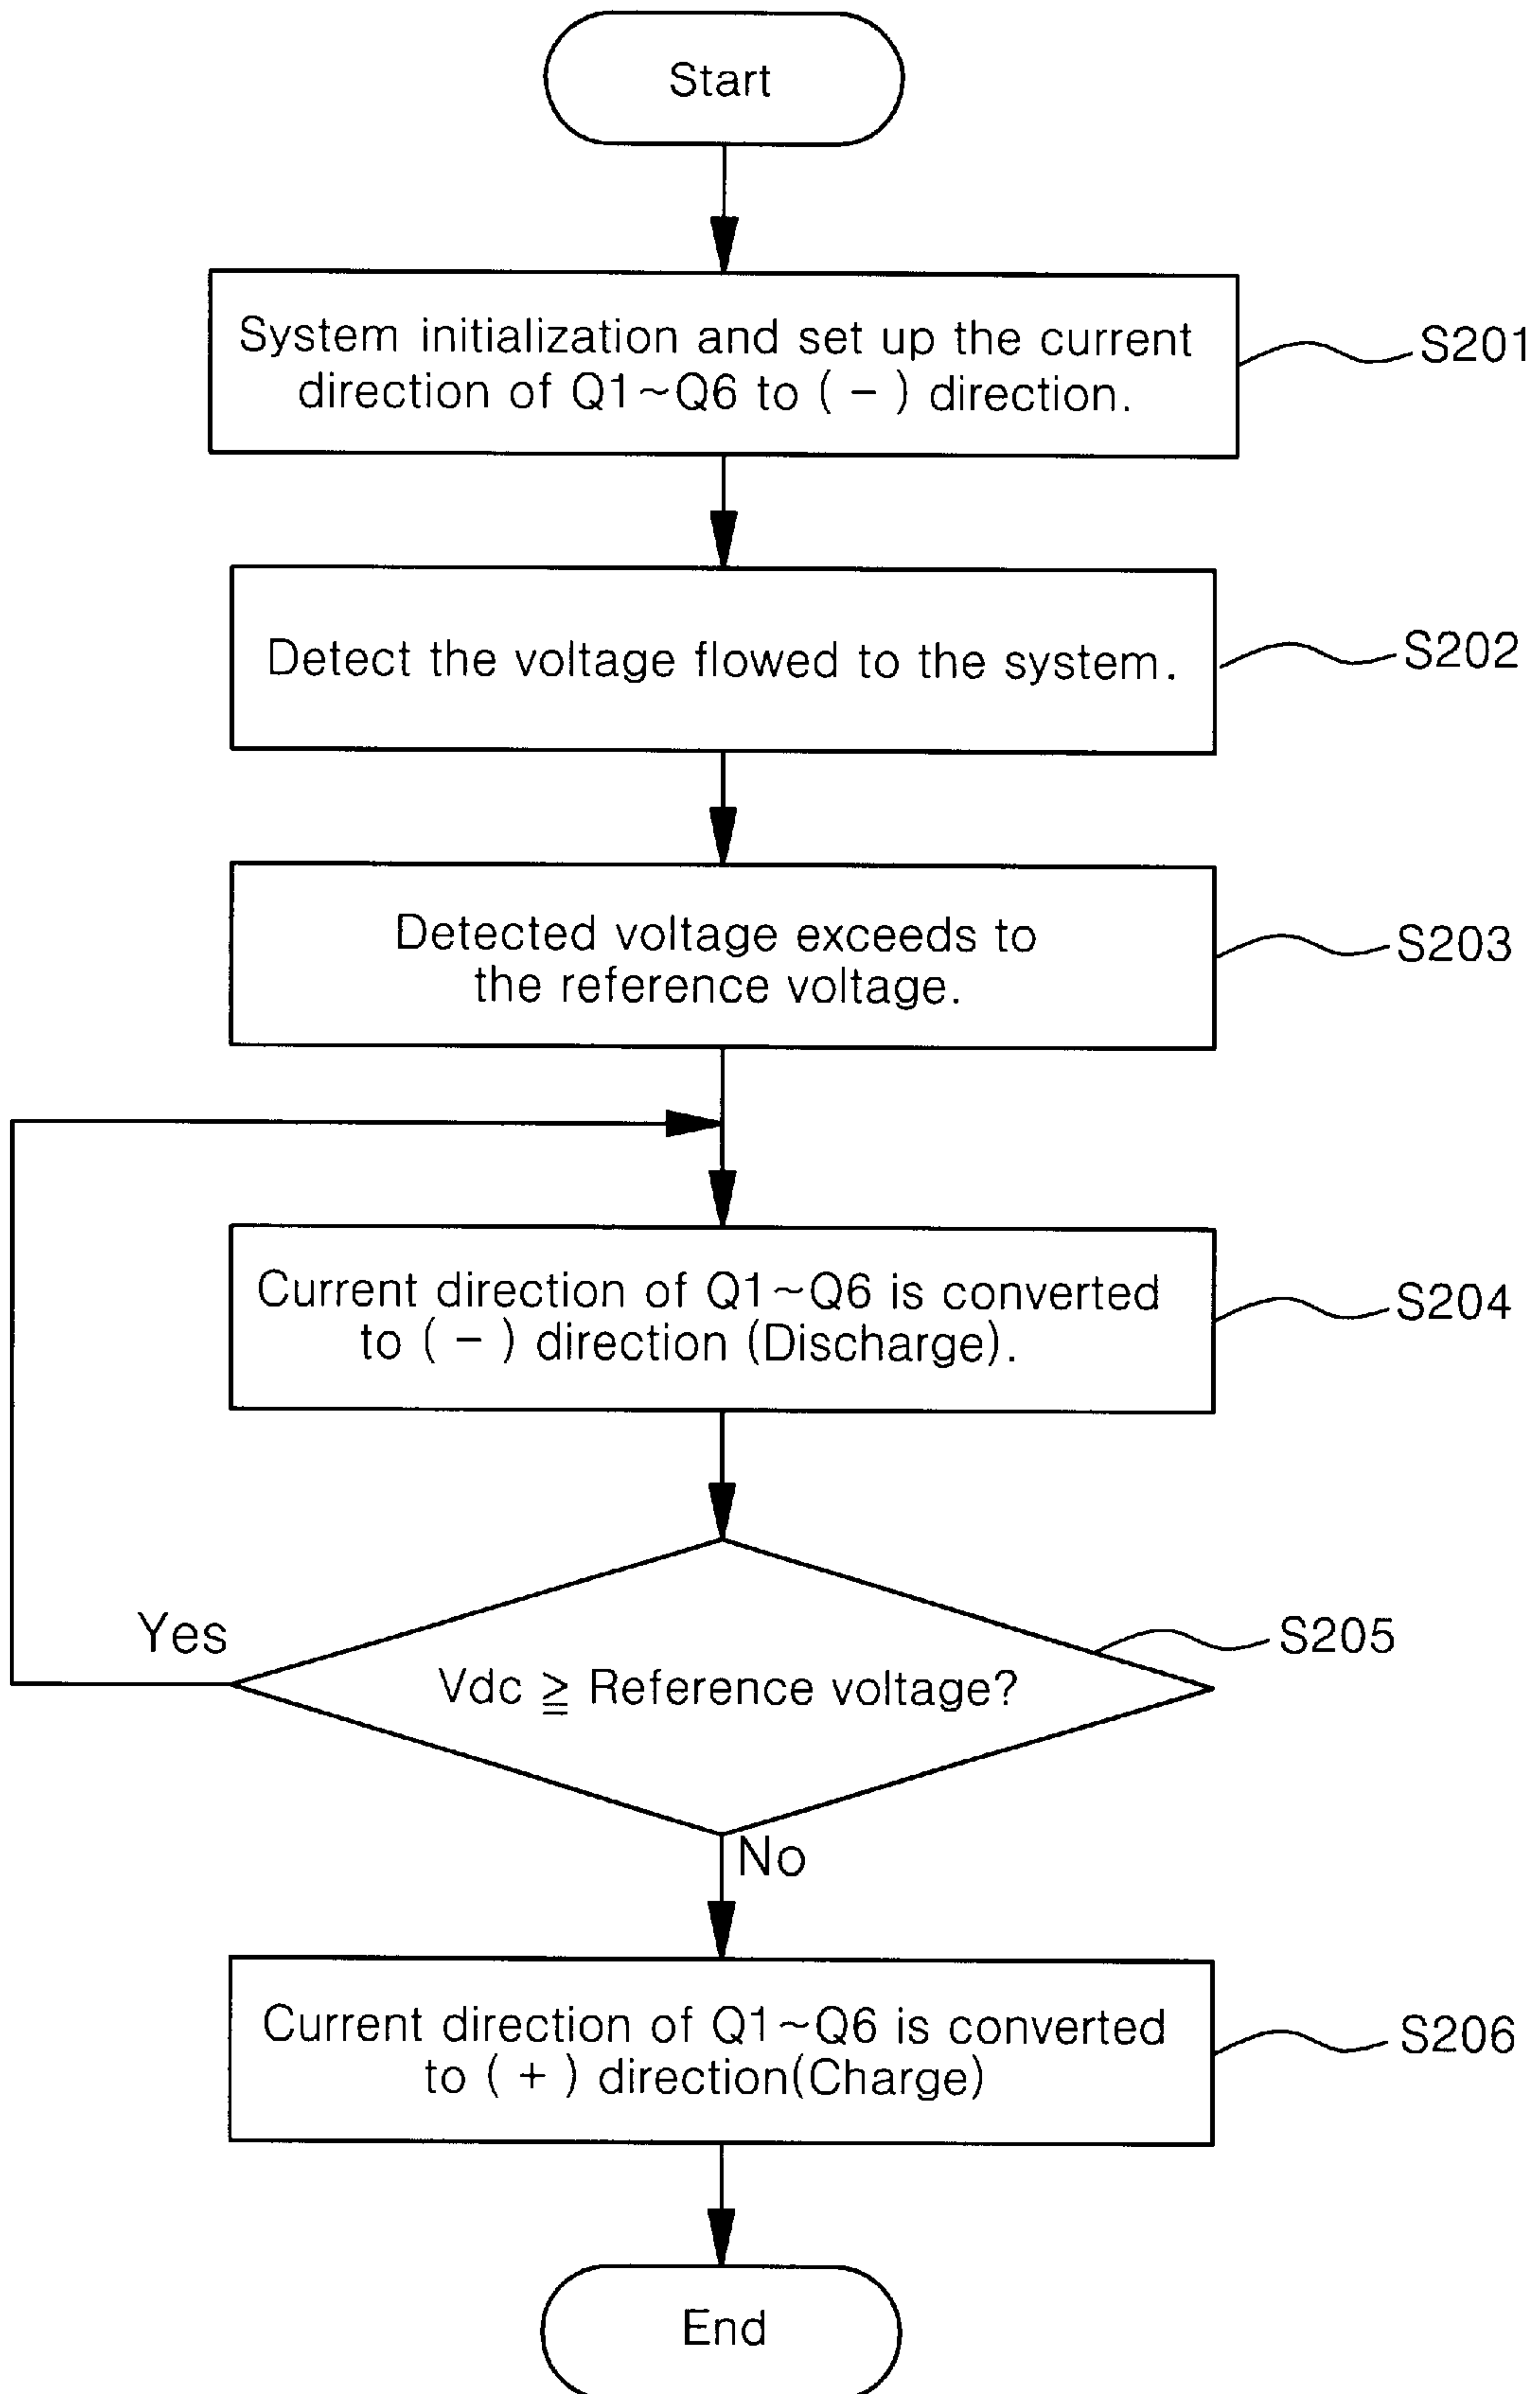 Start
System initialization and set up the current
direction of Q1~Q6 to ( − ) direction.
S201
Detect the voltage flowed to the system.
S202
Detected voltage exceeds to
the reference voltage.
S203
Current direction of Q1~Q6 is converted
to ( − ) direction (Discharge).
S204
Yes
Vdc ≧ Reference voltage?
S205
No
Current direction of Q1~Q6 is converted
to ( + ) direction(Charge)
S206
End